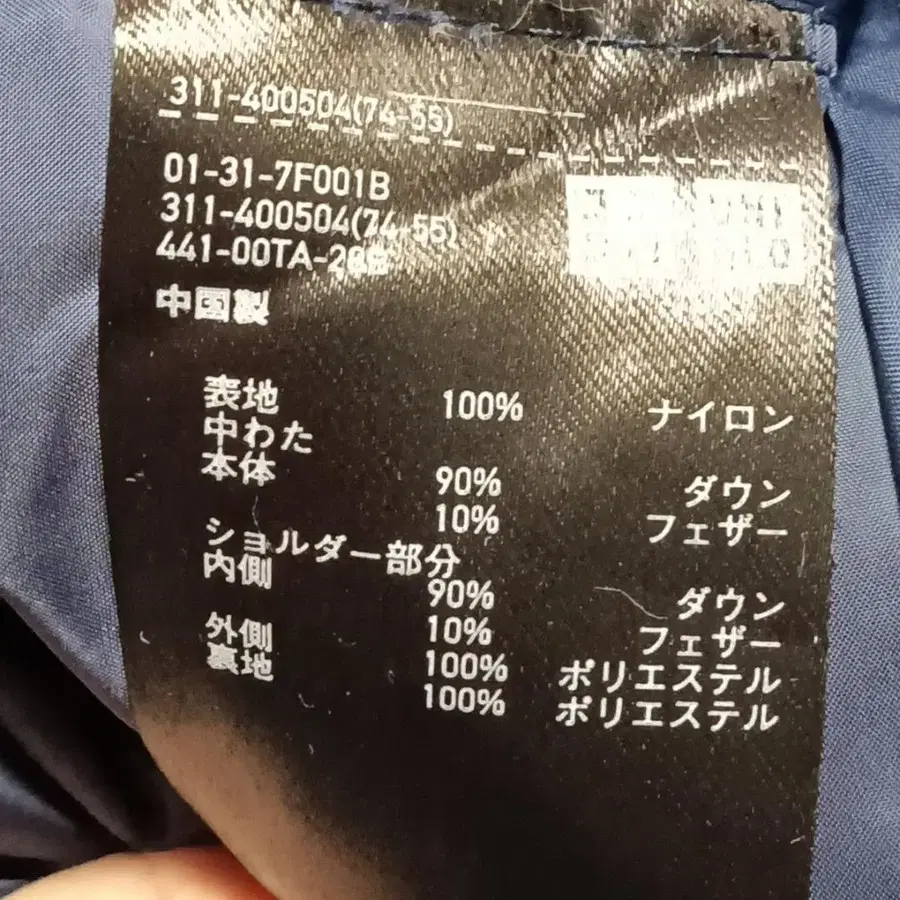 311-400504(74-55)
01-31-7F001B
311-400504(74-55)
441-00TA-
中国製
表地 100% ナイロン
中わた
本体 90% ダウン
10% フェザー
ショルダー部分
内側 90% ダウン
10% フェザー
外側 100% ポリエステル
裏地 100% ポリエステル